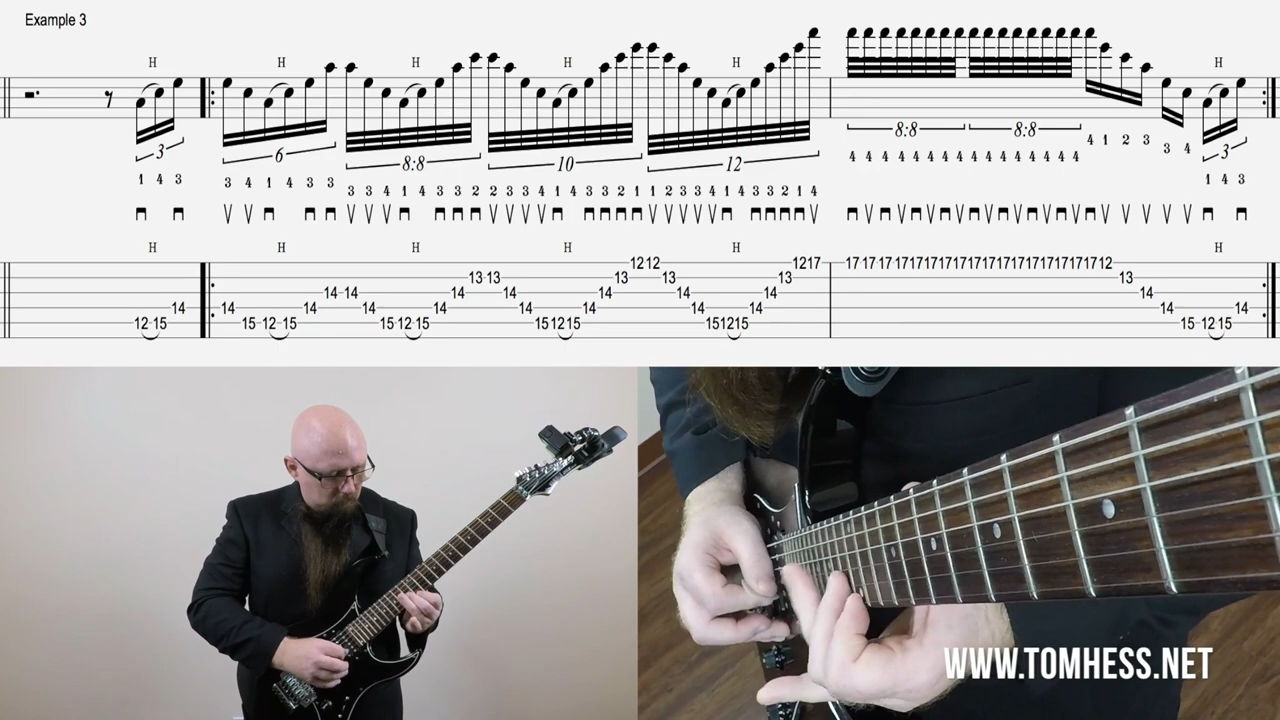 Example 3
H H H H H H
8:8 8:8
3 6 8:8 10 12 3
4 4 4 4 4 4 4 4 4 4 4 4 4 4 4 4 4 1 2 3 3 4
1 4 3 3 4 1 4 3 3 3 3 4 1 4 3 3 2 2 3 3 4 1 4 3 3 2 1 1 2 3 3 4 1 4 3 3 2 1 4 1 4 3
H H H H H H
12 12 12 17 17 17 17 17 17 17 17 17 17 17 17 17 17 17 17 17 17 17 12
13 13 13 13 13 13
14 14 14 14 14 14 14 14
14 14 14 14 14 14 14 14 14 14 14
12 15 15 12 15 15 12 15 15 12 15 15 12 15 15 12 15
WWW.TOMHESS.NET